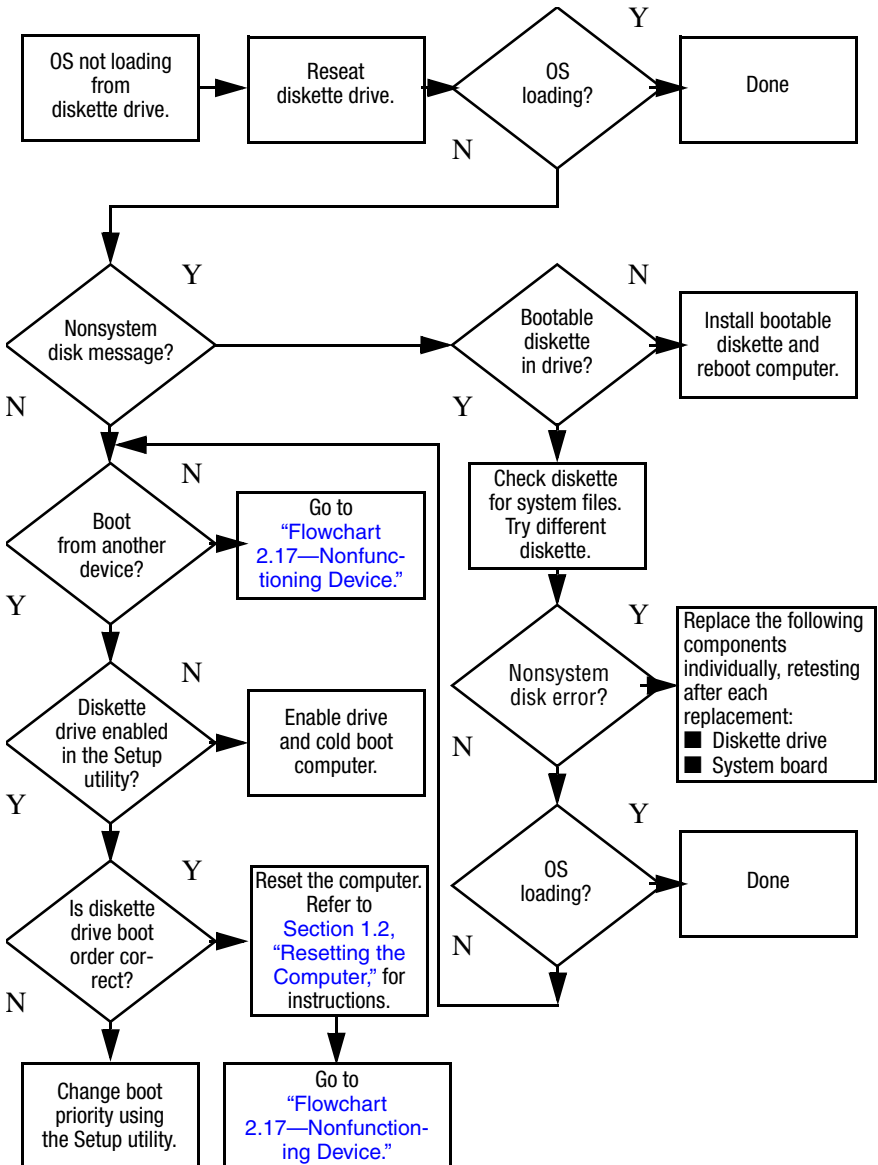 OS not loading
from
diskette drive.
Reseat
diskette drive.
OS
loading?
Y
N
Done
Nonsystem
disk message?
Y
N
Bootable
diskette
in drive?
N
Y
Install bootable
diskette and
reboot computer.
Boot
from another
device?
N
Y
Go to
“Flowchart
2.17—Nonfunc-
tioning Device.”
Check diskette
for system files.
Try different
diskette.
Diskette
drive enabled
in the Setup
utility?
N
Y
Enable drive
and cold boot
computer.
Nonsystem
disk error?
Y
N
Replace the following
components
individually, retesting
after each
replacement:
■ Diskette drive
■ System board
Is diskette
drive boot
order cor-
rect?
Y
N
Reset the computer.
Refer to
Section 1.2,
“Resetting the
Computer,” for
instructions.
OS
loading?
Y
N
Done
Change boot
priority using
the Setup utility.
Go to
“Flowchart
2.17—Nonfunction-
ing Device.”